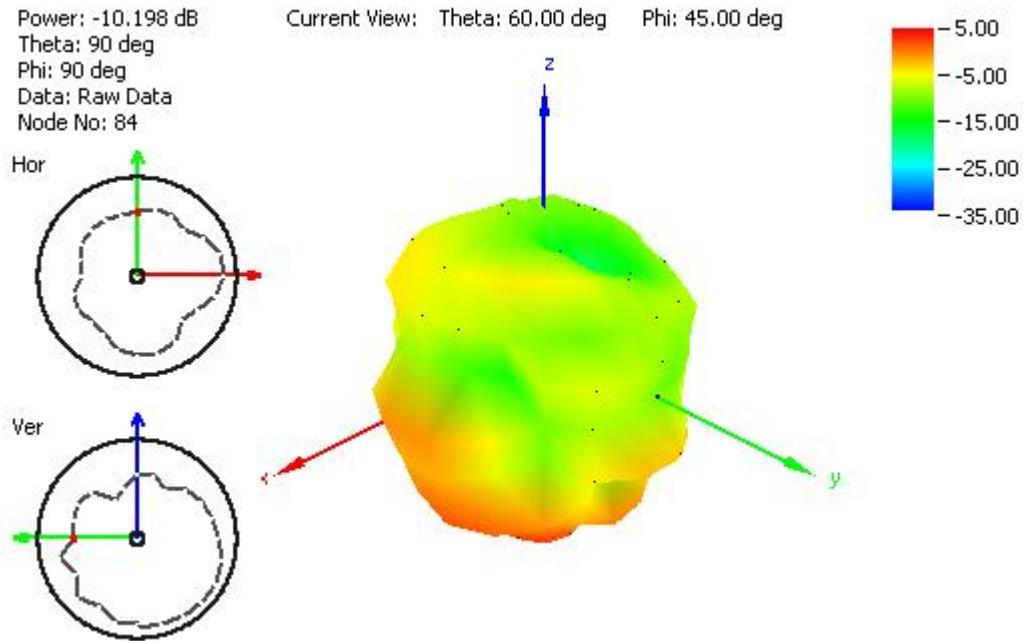 Power: -10.198 dB
Theta: 90 deg
Phi: 90 deg
Data: Raw Data
Node No: 84
Current View: Theta: 60.00 deg Phi: 45.00 deg
5.00
-5.00
-15.00
-25.00
-35.00
Hor
Ver
z
x
y